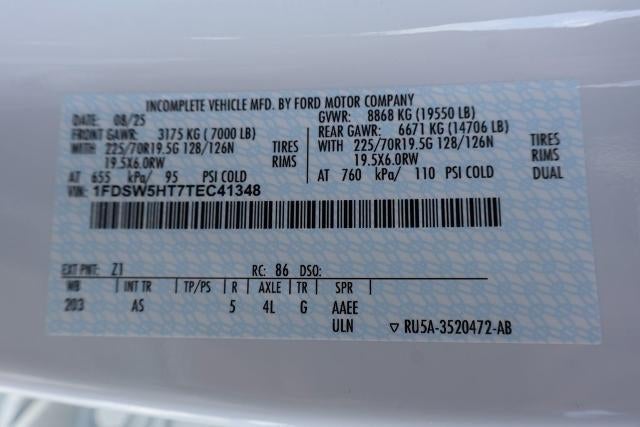 INCOMPLETE VEHICLE MFD. BY FORD MOTOR COMPANY
DATE: 08/25 GVWR: 8868 KG (19550 LB)
FRONT GAWR: 3175 KG (7000 LB) REAR GAWR: 6671 KG (14706 LB)
WITH 225/70R19.5G 128/126N TIRES WITH 225/70R19.5G 128/126N TIRES
19.5X6.0RW RIMS 19.5X6.0RW RIMS
AT 655 kPa/ 95 PSI COLD AT 760 kPa/ 110 PSI COLD DUAL
VIN: 1FDSW5HT7TEC41348
EXT PNT: Z1 RC: 86 DSO:
WB INT TR TP/PS R AXLE TR SPR
203 AS 5 4L G AAEE
ULN ▽ RU5A-3520472-AB